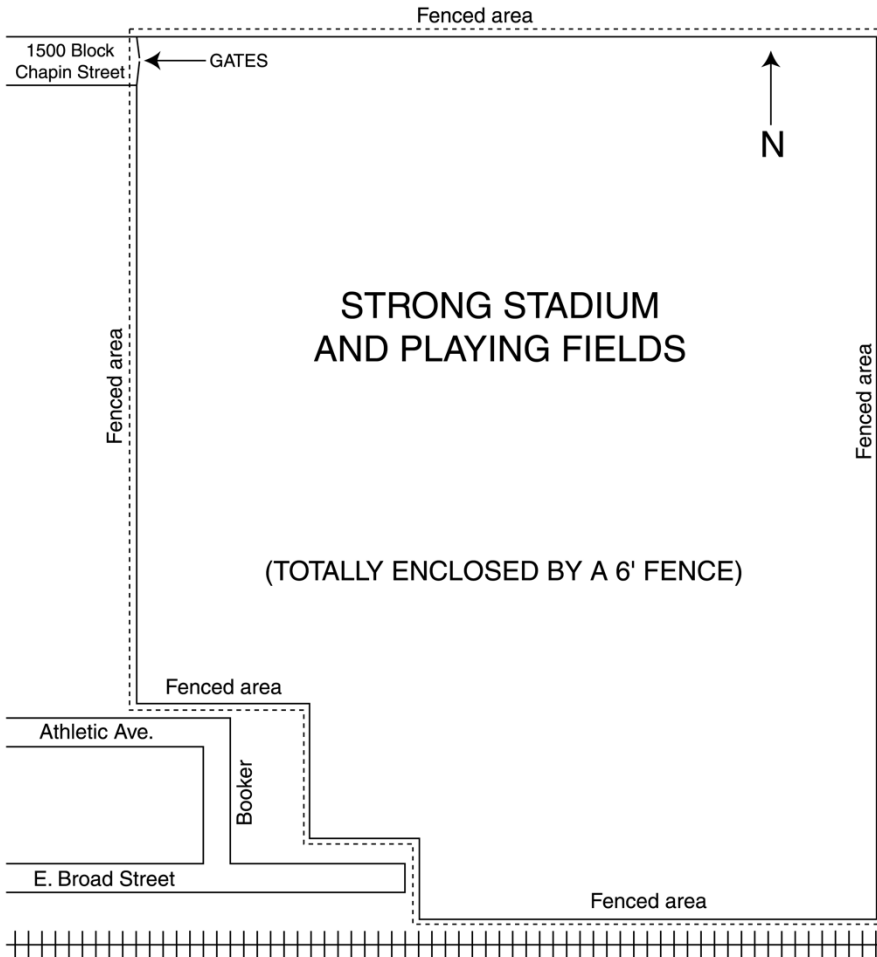 Fenced area
1500 Block
Chapin Street
GATES
N
STRONG STADIUM
AND PLAYING FIELDS
Fenced area
Fenced area
(TOTALLY ENCLOSED BY A 6' FENCE)
Fenced area
Athletic Ave.
Booker
E. Broad Street
Fenced area